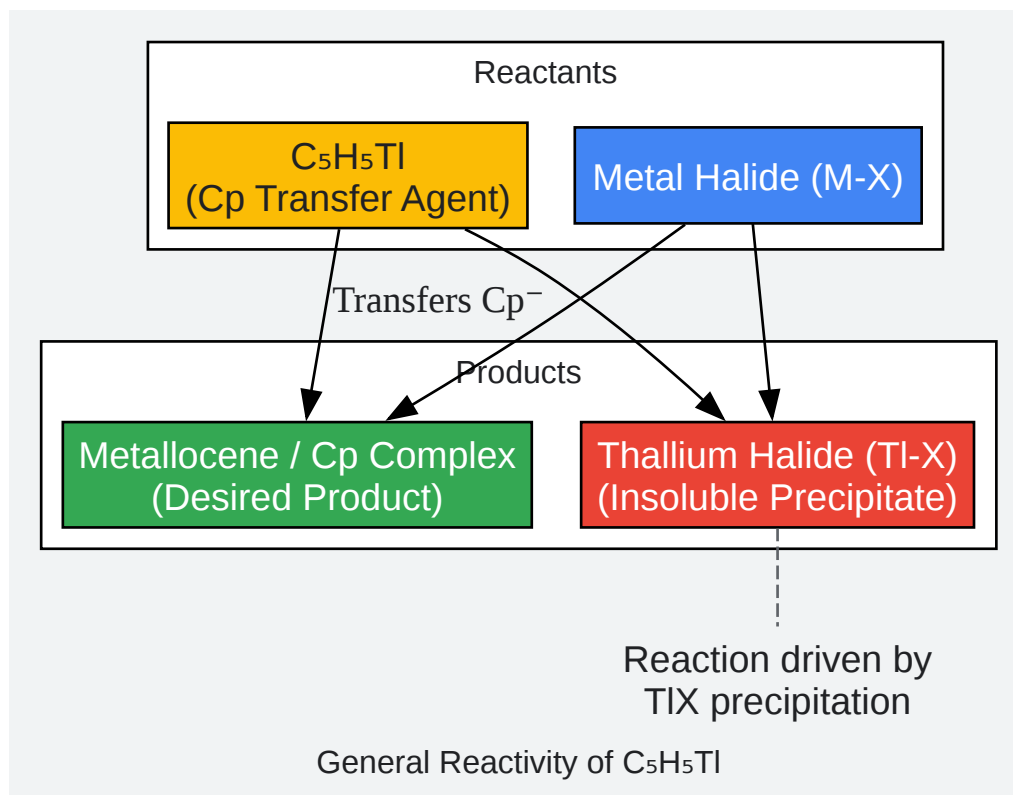 Reactants
C₅H₅Tl
(Cp Transfer Agent)
Metal Halide (M-X)
Transfers Cp⁻
Products
Metallocene / Cp Complex
(Desired Product)
Thallium Halide (Tl-X)
(Insoluble Precipitate)
Reaction driven by
TlX precipitation
General Reactivity of C₅H₅Tl